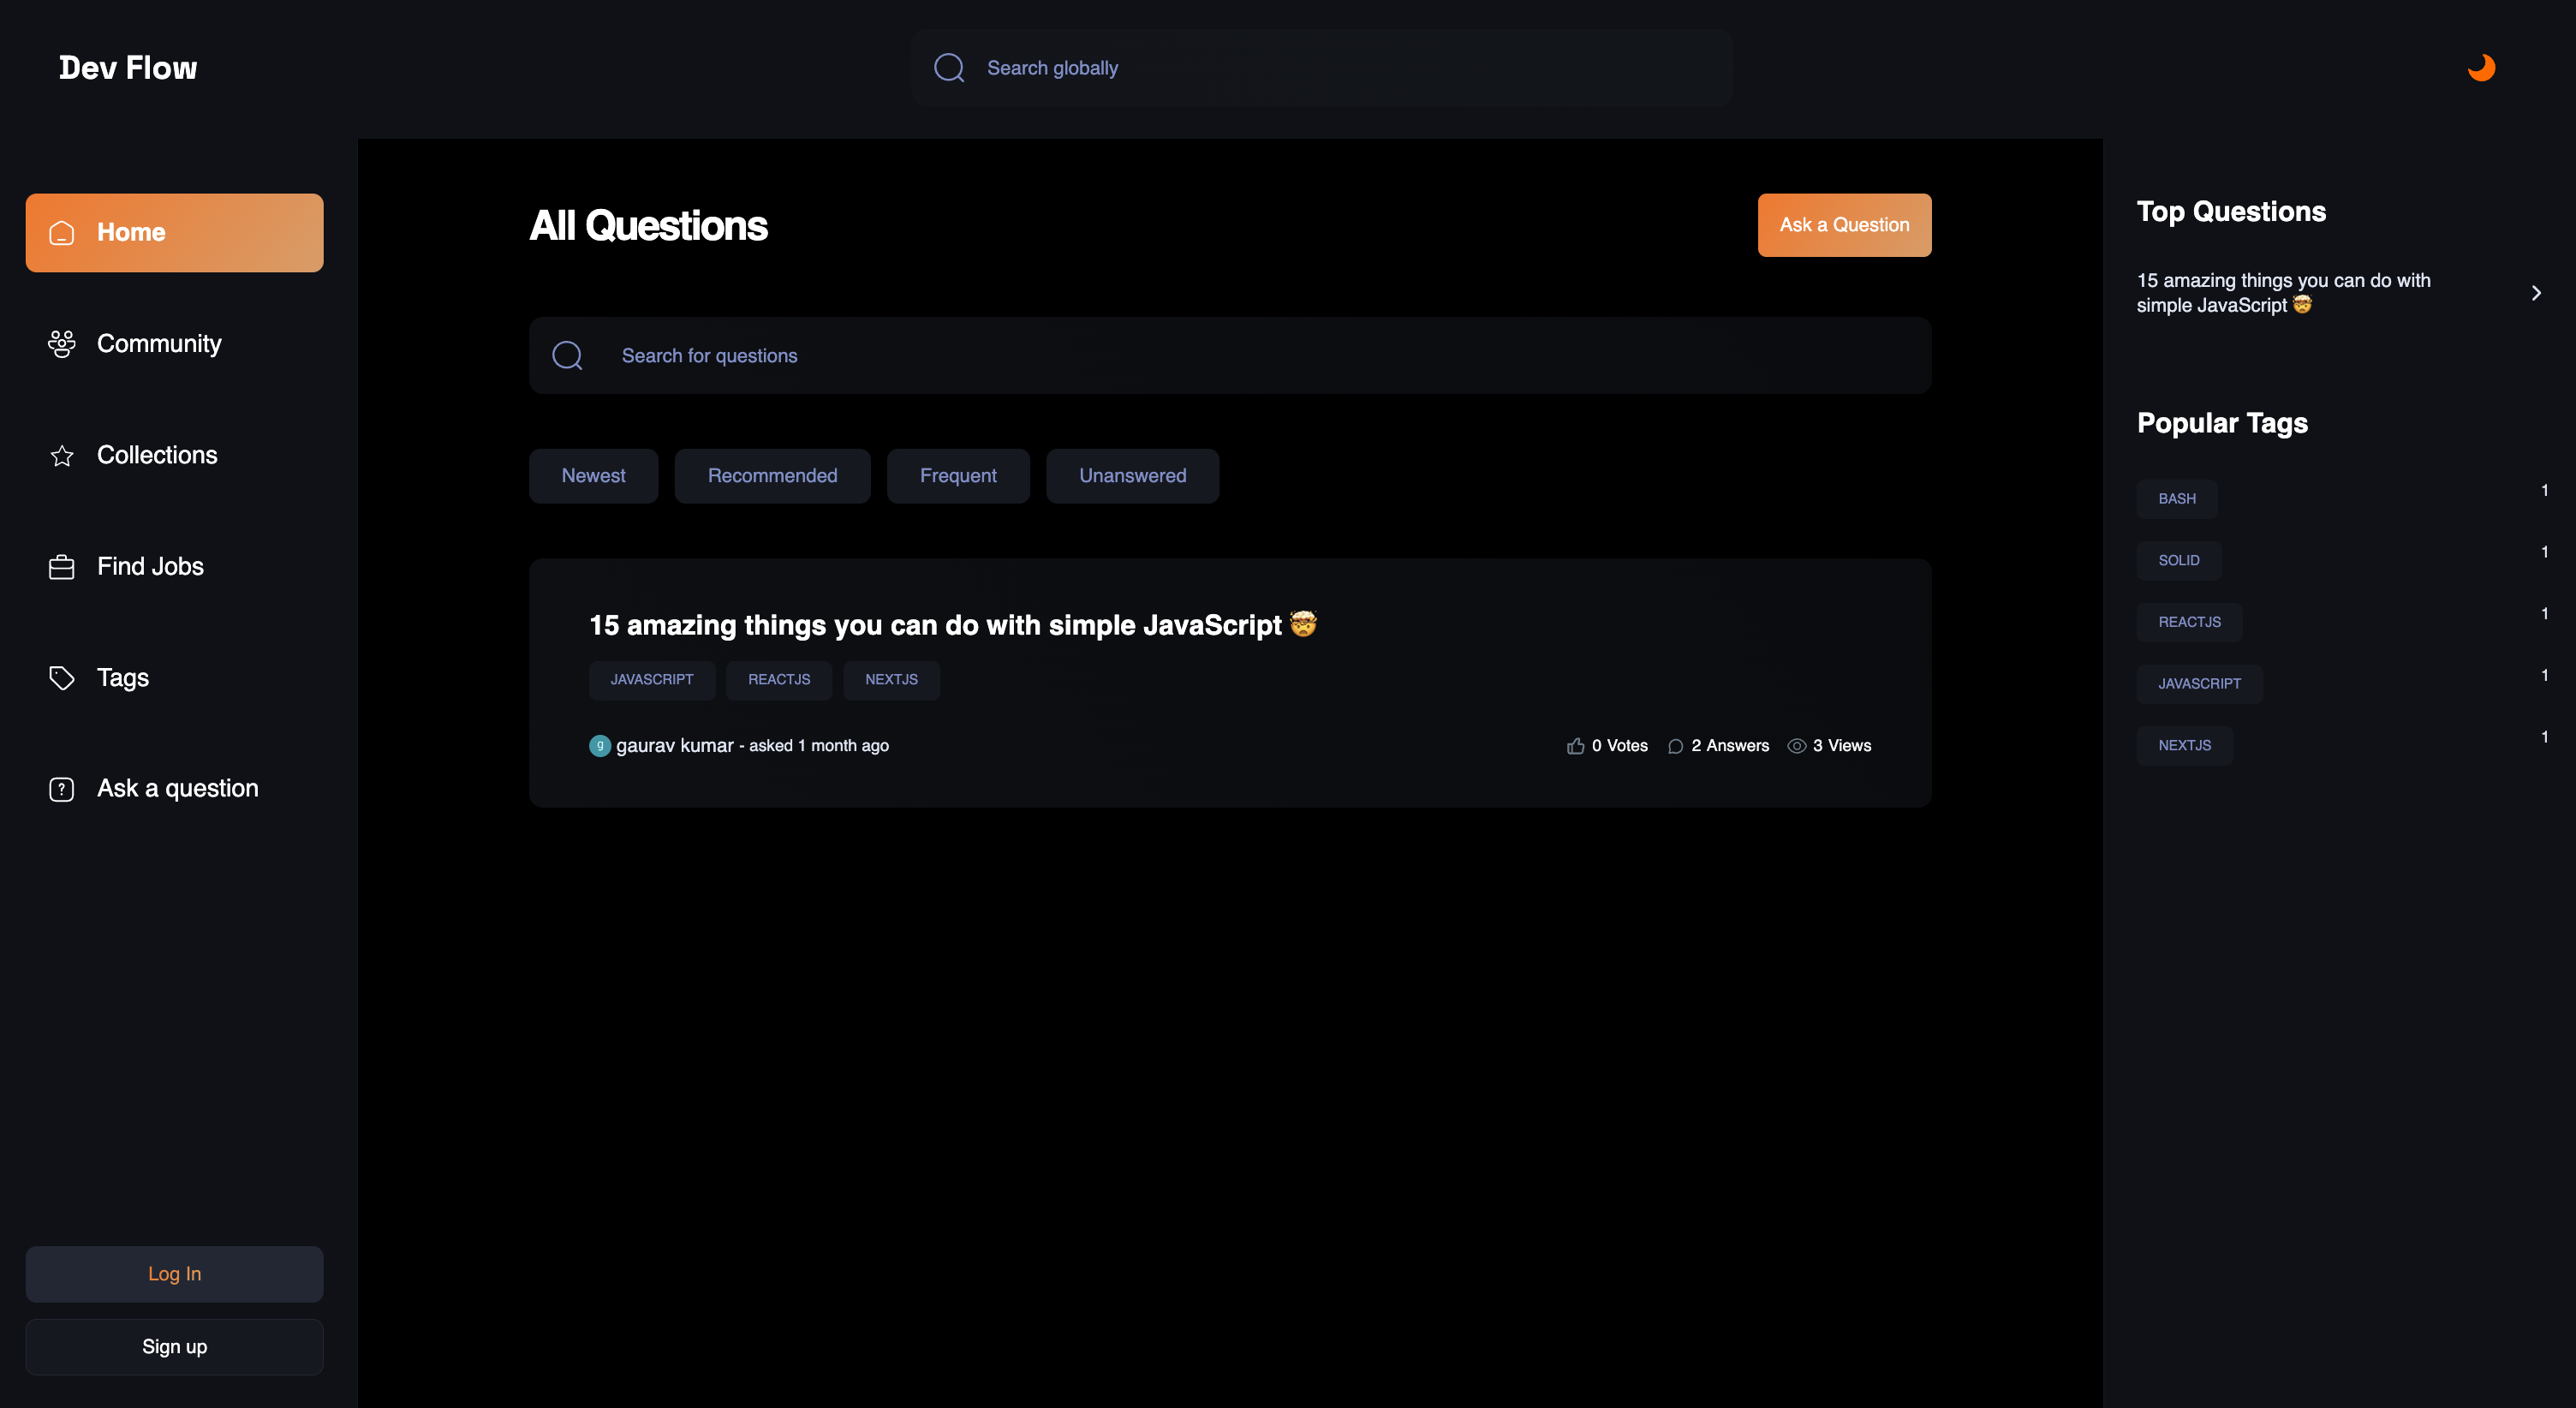 Dev Flow
Search globally
Home
Community
Collections
Find Jobs
Tags
Ask a question
Log In
Sign up
All Questions
Ask a Question
Search for questions
Newest
Recommended
Frequent
Unanswered
15 amazing things you can do with simple JavaScript 🤯
JAVASCRIPT
REACTJS
NEXTJS
g
gaurav kumar - asked 1 month ago
0 Votes
2 Answers
3 Views
Top Questions
15 amazing things you can do with
simple JavaScript 🤯
Popular Tags
BASH 1
SOLID 1
REACTJS 1
JAVASCRIPT 1
NEXTJS 1